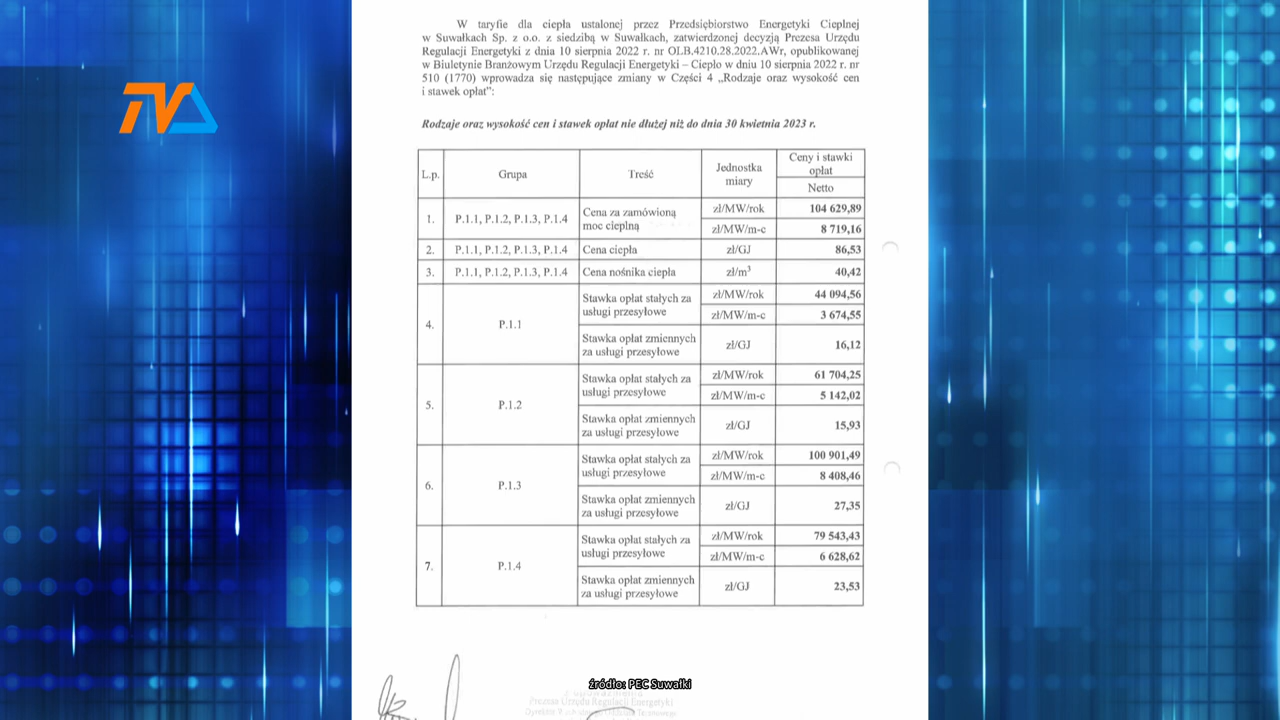 W taryfie dla ciepła ustalonej przez Przedsiębiorstwo Energetyki Cieplnej
w Suwałkach Sp. z o.o. z siedzibą w Suwałkach, zatwierdzonej decyzją Prezesa Urzędu
Regulacji Energetyki z dnia 10 sierpnia 2022 r. nr OLB.4210.28.2022.AWr, opublikowanej
w Biuletynie Branżowym Urzędu Regulacji Energetyki – Ciepło w dniu 10 sierpnia 2022 r. nr
510 (1770) wprowadza się następujące zmiany w Części 4 „Rodzaje oraz wysokość cen
i stawek opłat”:
TVA
Rodzaje oraz wysokość cen i stawek opłat nie dłużej niż do dnia 30 kwietnia 2023 r.
L.p. Grupa Treść Jednostka miary Ceny i stawki opłat
Netto
1. P.1.1, P.1.2, P.1.3, P.1.4 Cena za zamówioną moc cieplną zł/MW/rok 104 629,89
zł/MW/m-c 8 719,16
2. P.1.1, P.1.2, P.1.3, P.1.4 Cena ciepła zł/GJ 86,53
3. P.1.1, P.1.2, P.1.3, P.1.4 Cena nośnika ciepła zł/m³ 40,42
4. P.1.1 Stawka opłat stałych za usługi przesyłowe zł/MW/rok 44 094,56
zł/MW/m-c 3 674,55
Stawka opłat zmiennych za usługi przesyłowe zł/GJ 16,12
5. P.1.2 Stawka opłat stałych za usługi przesyłowe zł/MW/rok 61 704,25
zł/MW/m-c 5 142,02
Stawka opłat zmiennych za usługi przesyłowe zł/GJ 15,93
6. P.1.3 Stawka opłat stałych za usługi przesyłowe zł/MW/rok 100 901,49
zł/MW/m-c 8 408,46
Stawka opłat zmiennych za usługi przesyłowe zł/GJ 27,35
7. P.1.4 Stawka opłat stałych za usługi przesyłowe zł/MW/rok 79 543,43
zł/MW/m-c 6 628,62
Stawka opłat zmiennych za usługi przesyłowe zł/GJ 23,53
źródło: PEC Suwałki
Prezesa Urzędu Regulacji Energetyki